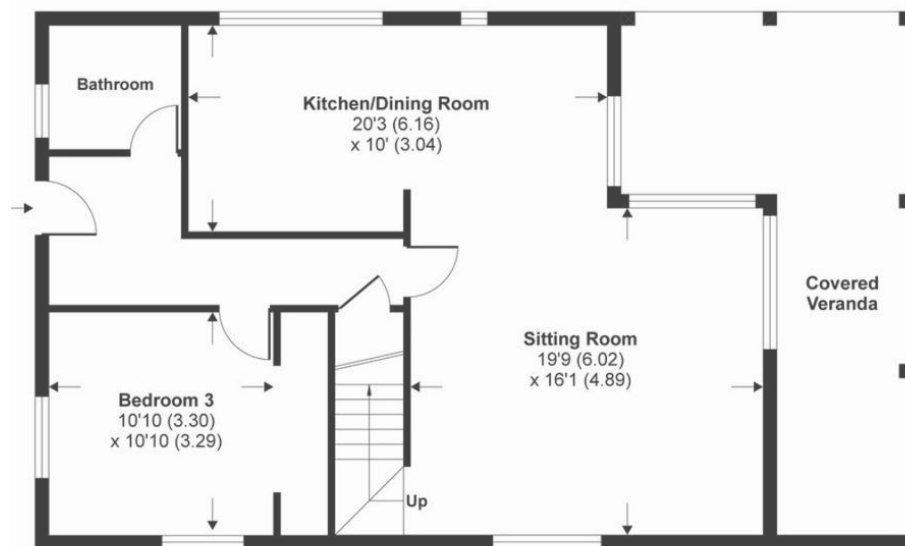 Bathroom
Kitchen/Dining Room
20'3 (6.16)
x 10' (3.04)
Covered
Veranda
Sitting Room
19'9 (6.02)
x 16'1 (4.89)
Bedroom 3
10'10 (3.30)
x 10'10 (3.29)
Up